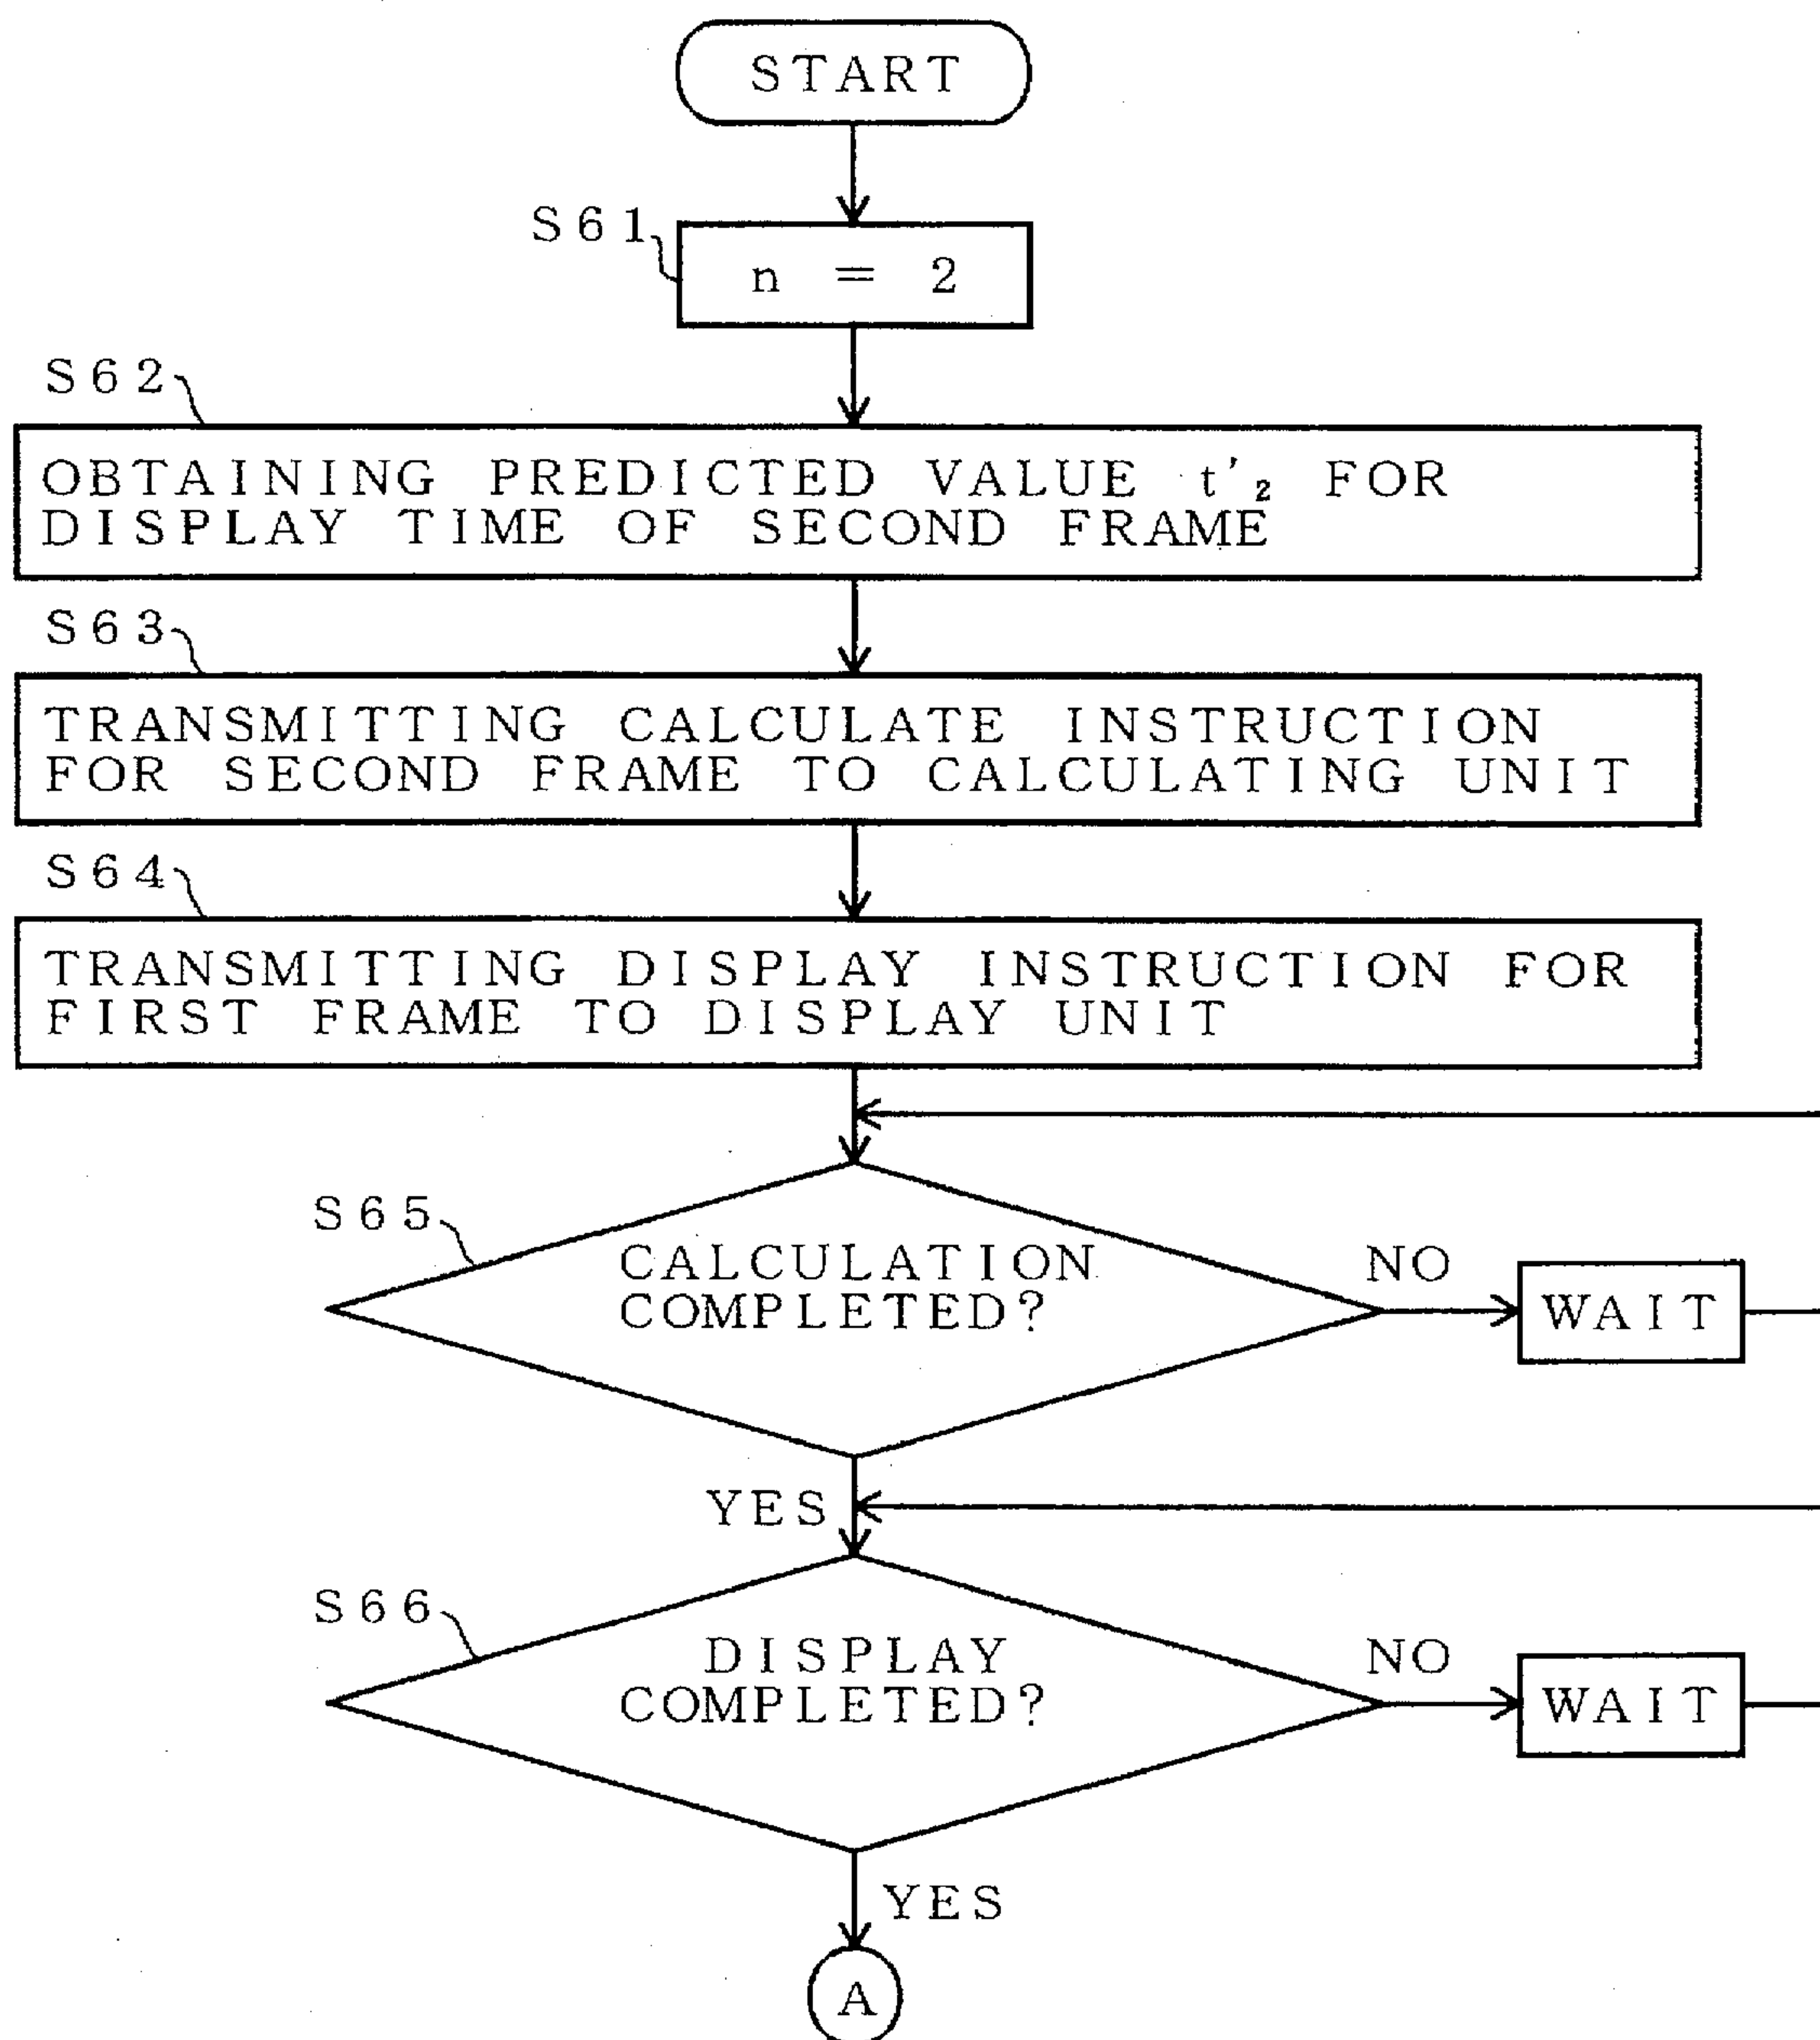 START
S61
n = 2
S62
OBTAINING PREDICTED VALUE t'₂ FOR
DISPLAY TIME OF SECOND FRAME
S63
TRANSMITTING CALCULATE INSTRUCTION
FOR SECOND FRAME TO CALCULATING UNIT
S64
TRANSMITTING DISPLAY INSTRUCTION FOR
FIRST FRAME TO DISPLAY UNIT
S65
CALCULATION
COMPLETED?
NO
WAIT
YES
S66
DISPLAY
COMPLETED?
NO
WAIT
YES
A